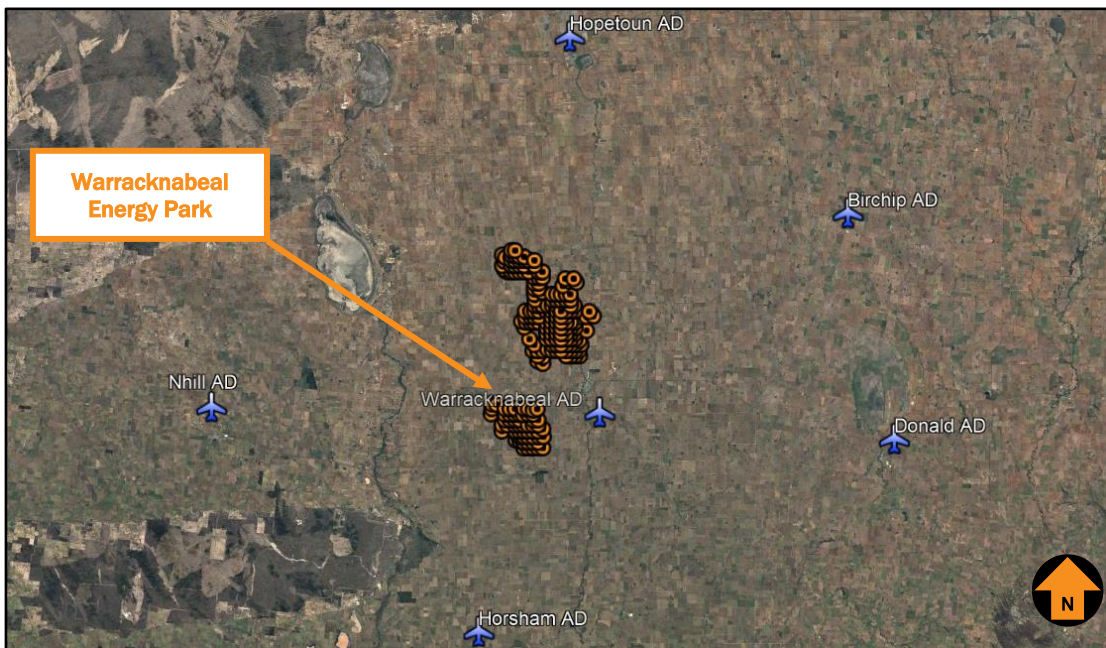 Hopetoun AD
Warracknabeal
Energy Park
Birchip AD
Nhill AD
Warracknabeal AD
Donald AD
N
Horsham AD